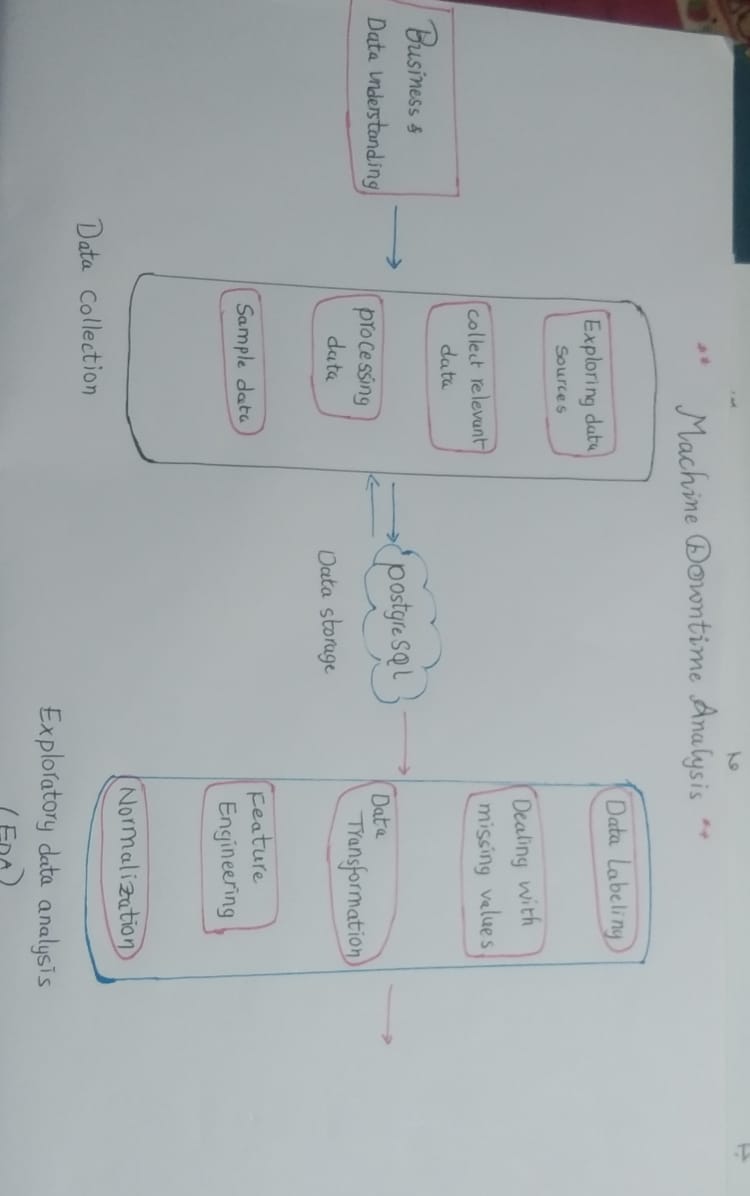 ** Machine Downtime Analysis **
Business &
Data Understanding
Exploring data
sources
collect relevant
data
processing
data
Sample data
Data Collection
postgreSQL
Data storage
Data Labeling
Dealing with
missing values
Data
Transformation
Feature
Engineering
Normalization
Exploratory data analysis
(EDA)